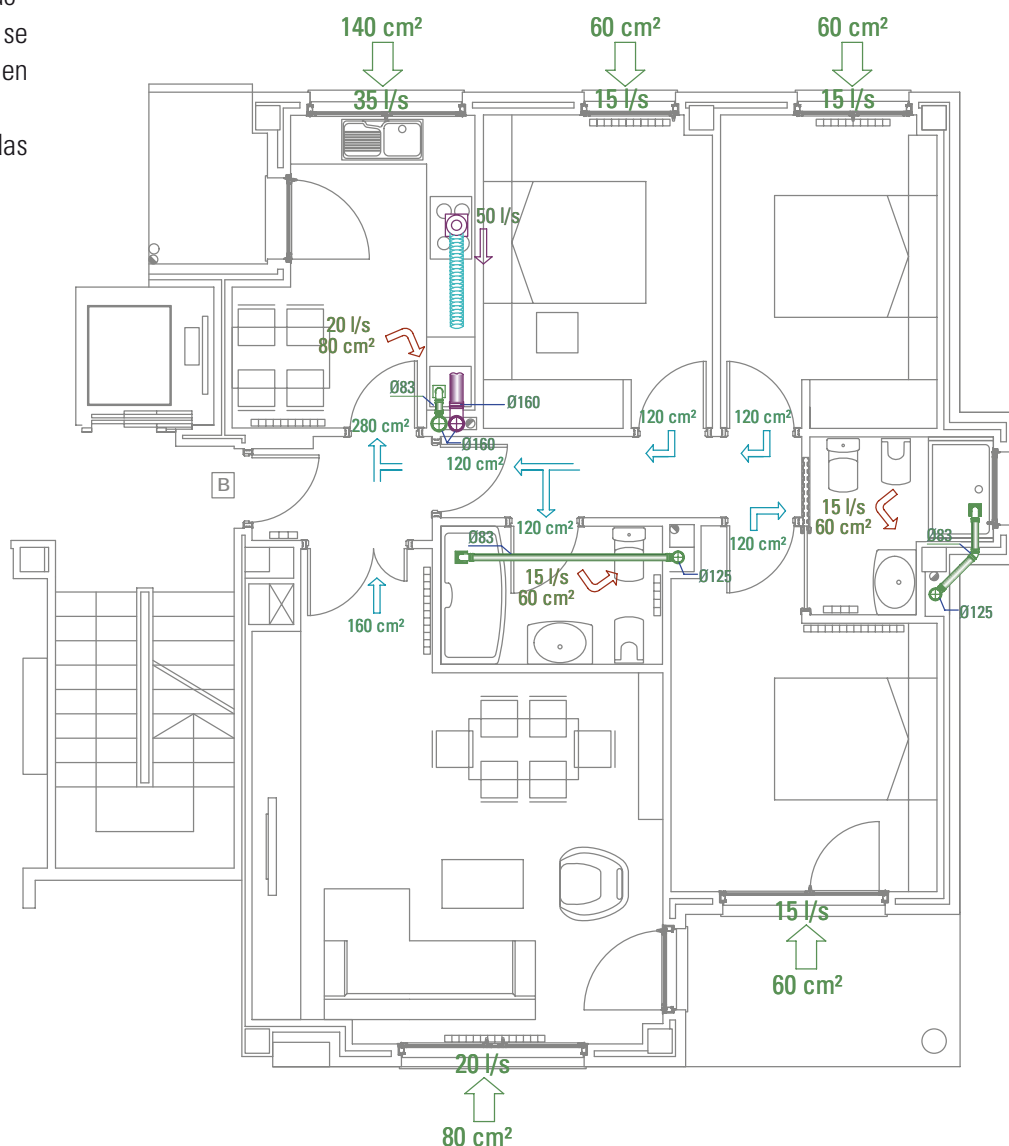 se
en
las
140 cm²
60 cm²
60 cm²
35 l/s
15 l/s
15 l/s
50 l/s
20 l/s
80 cm²
Ø83
Ø160
280 cm²
Ø160
120 cm²
120 cm²
120 cm²
B
120 cm²
120 cm²
15 l/s
60 cm²
Ø83
15 l/s
60 cm²
Ø125
Ø83
Ø125
160 cm²
15 l/s
60 cm²
20 l/s
80 cm²